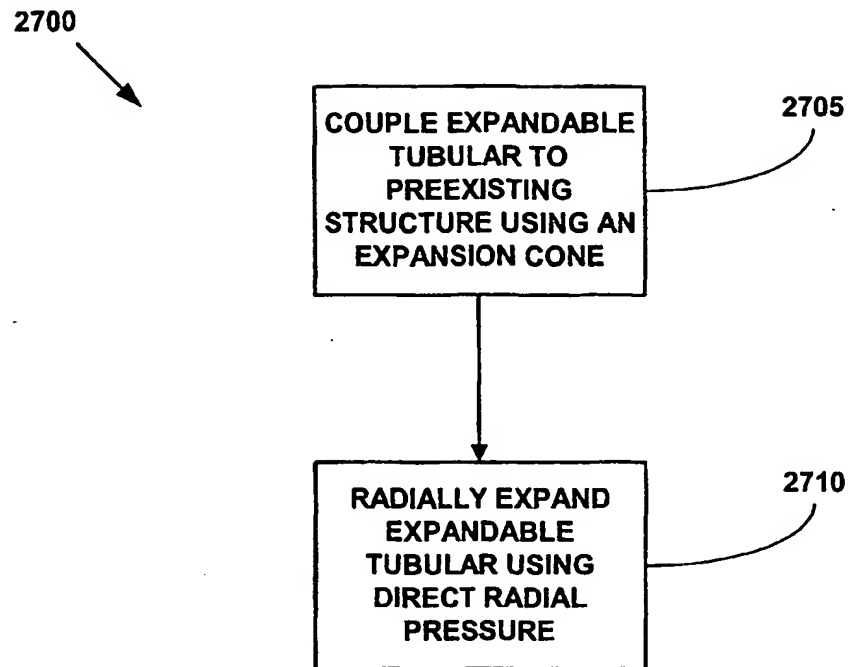 2700
COUPLE EXPANDABLE
TUBULAR TO
PREEXISTING
STRUCTURE USING AN
EXPANSION CONE
2705
RADIALLY EXPAND
EXPANDABLE
TUBULAR USING
DIRECT RADIAL
PRESSURE
2710